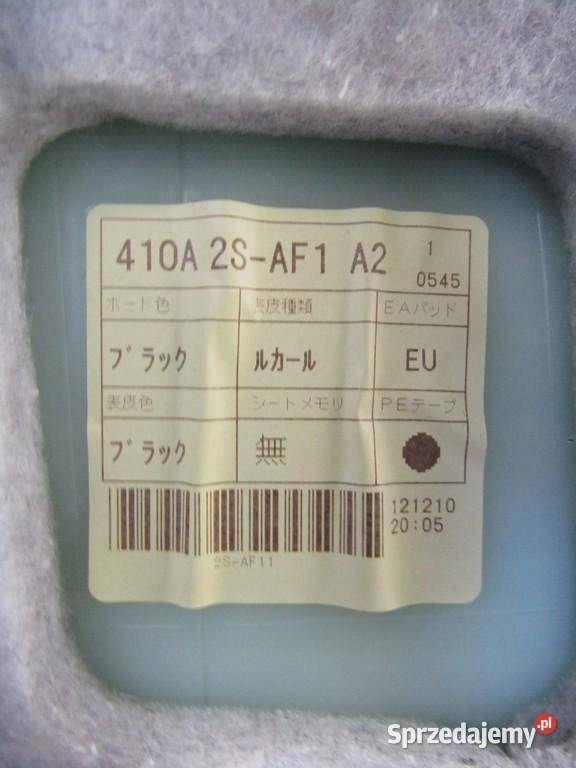 410A 2S-AF1 A2 1
0545
ボード色 表皮種類 EAパッド
ブラック ルカール EU
表皮色 シートメモリ PEテープ
ブラック 無
121210
20:05
2S-AF11
Sprzedajemy.pl